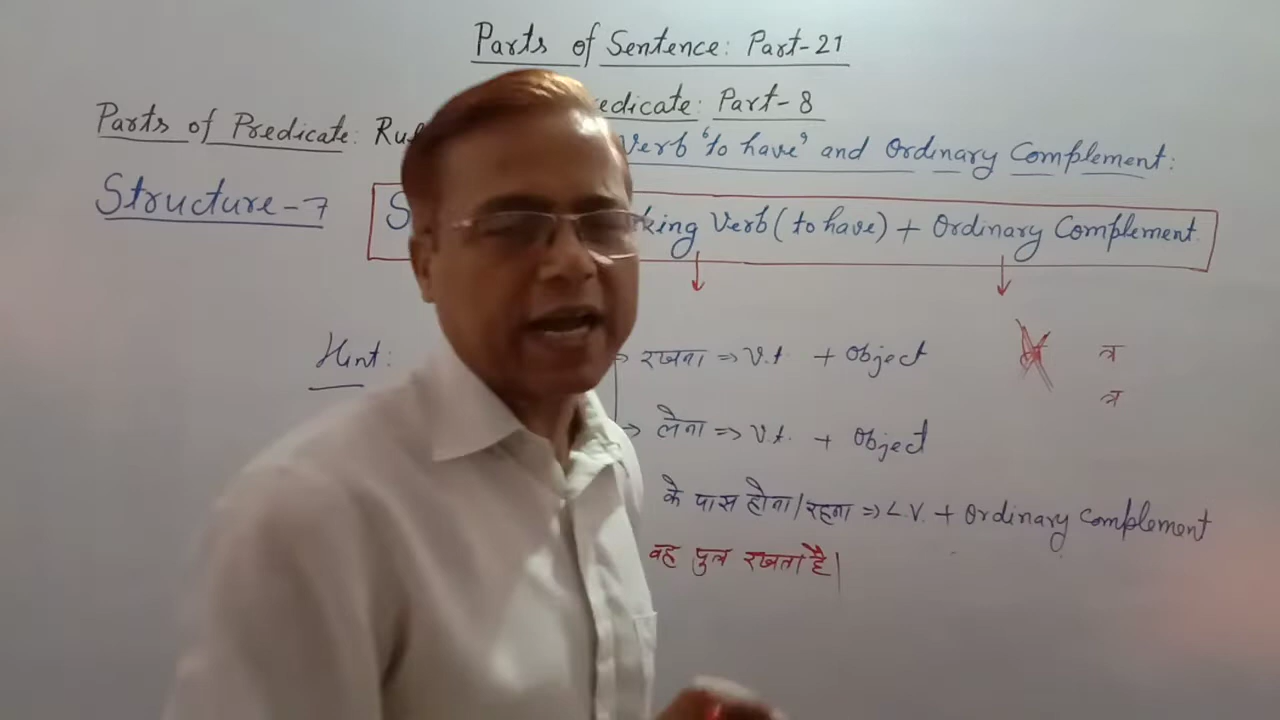 Parts of Sentence: Part-21
edicate: Part-8
Parts of Predicate: Rul
Verb 'to have' and Ordinary Complement:
Structure-7
S king Verb (to have) + Ordinary Complement
Hint:
रखना => V.t. + Object
त्र
लेना => V.t. + Object
त्र
के पास होना/रहना => L.V. + Ordinary Complement
वह पुत्र रखता है।